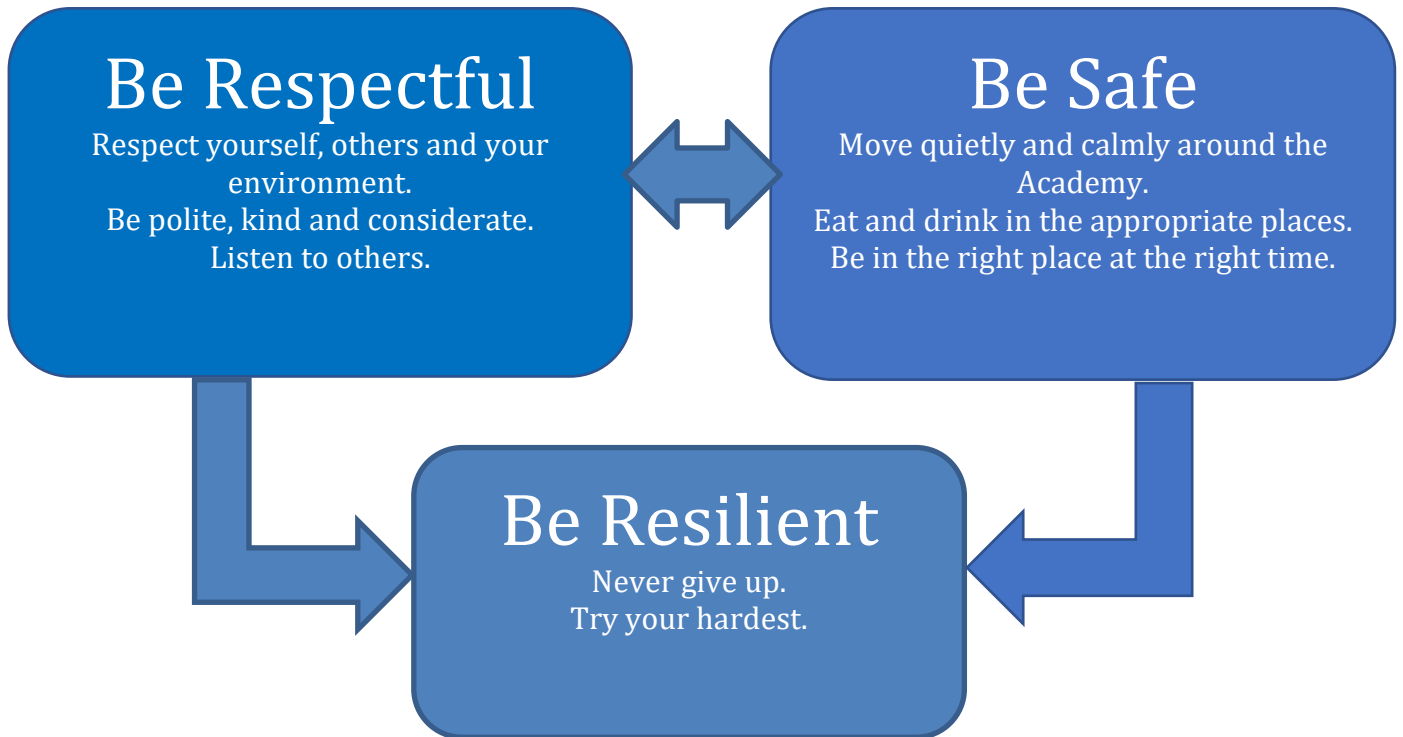 Be Respectful
Respect yourself, others and your
environment.
Be polite, kind and considerate.
Listen to others.
Be Safe
Move quietly and calmly around the
Academy.
Eat and drink in the appropriate places.
Be in the right place at the right time.
Be Resilient
Never give up.
Try your hardest.